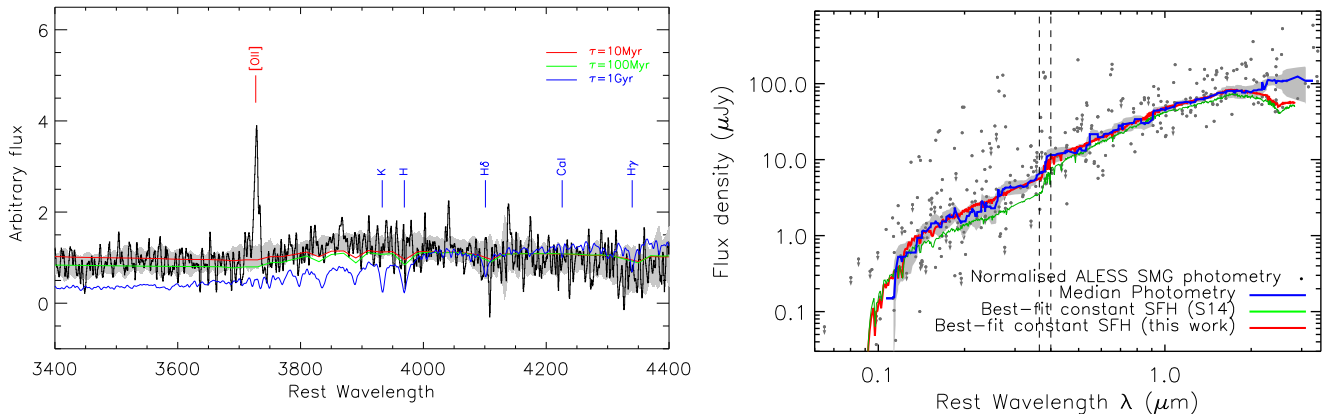 6
4
2
0
Arbitrary flux
[OII]
τ=10Myr
τ=100Myr
τ=1Gyr
K
H
Hδ
CaI
Hγ
3400
3600
3800
4000
4200
4400
Rest Wavelength
100.0
10.0
1.0
0.1
Flux density (μJy)
Normalised ALESS SMG photometry
Median Photometry
Best-fit constant SFH (S14)
Best-fit constant SFH (this work)
0.1
1.0
Rest Wavelength λ (μm)